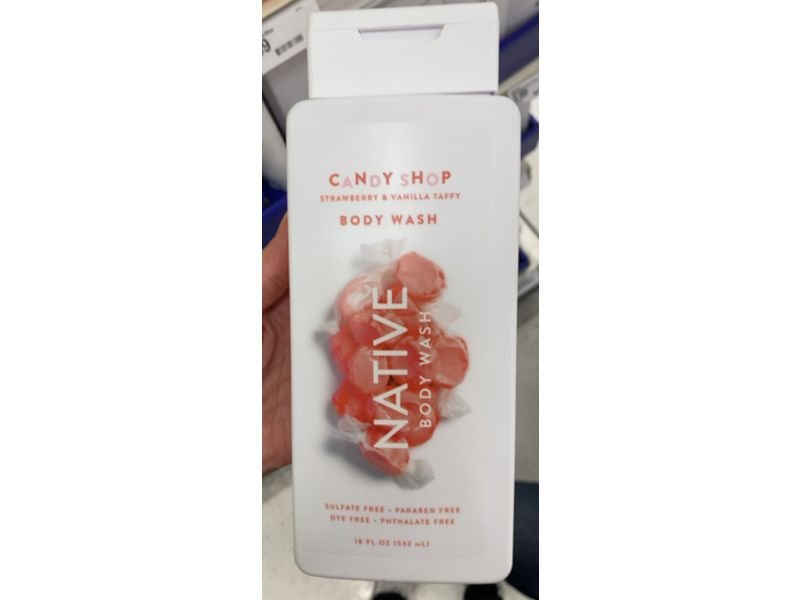 CANDY SHOP
STRAWBERRY & VANILLA TAFFY
BODY WASH
NATIVE
BODY WASH
SULFATE FREE • PARABEN FREE
DYE FREE • PHTHALATE FREE
18 FL OZ (532 mL)